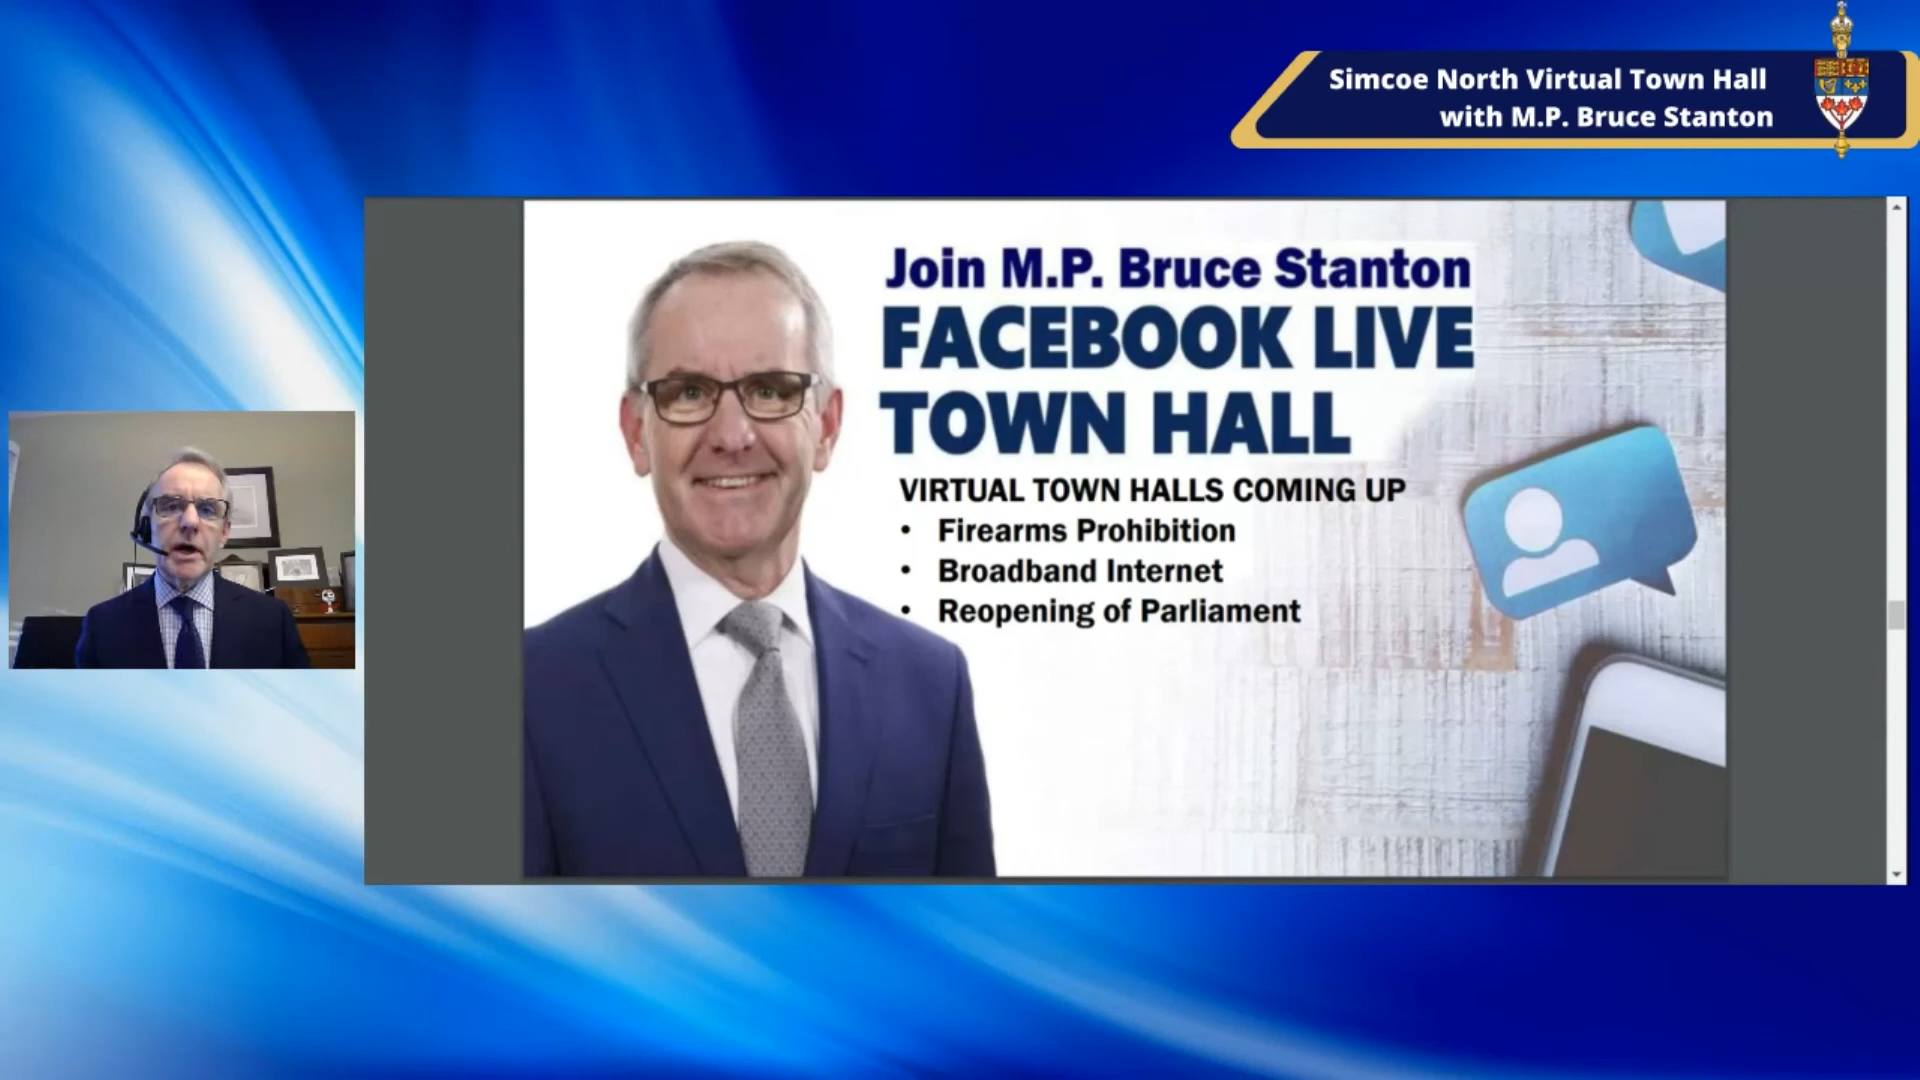 Simcoe North Virtual Town Hall
with M.P. Bruce Stanton
Join M.P. Bruce Stanton
FACEBOOK LIVE
TOWN HALL
VIRTUAL TOWN HALLS COMING UP
• Firearms Prohibition
• Broadband Internet
• Reopening of Parliament